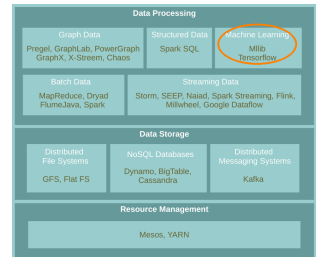 Data Processing
Graph Data
Pregel, GraphLab, PowerGraph
GraphX, X-Streem, Chaos
Structured Data
Spark SQL
Machine Learning
Mllib
Tensorflow
Batch Data
MapReduce, Dryad
FlumeJava, Spark
Streaming Data
Storm, SEEP, Naiad, Spark Streaming, Flink,
Millwheel, Google Dataflow
Data Storage
Distributed
File Systems
GFS, Flat FS
NoSQL Databases
Dynamo, BigTable,
Cassandra
Distributed
Messaging Systems
Kafka
Resource Management
Mesos, YARN